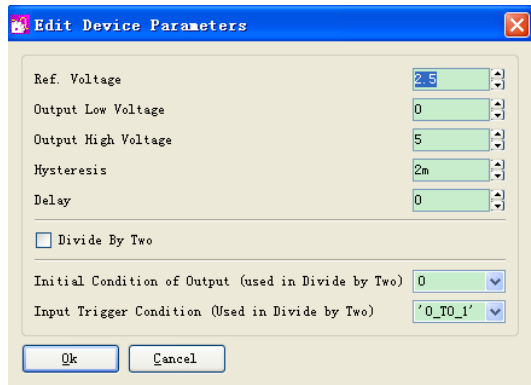 Edit Device Parameters
Ref. Voltage 2.5
Output Low Voltage 0
Output High Voltage 5
Hysteresis 2m
Delay 0
Divide By Two
Initial Condition of Output (used in Divide by Two) 0
Input Trigger Condition (Used in Divide by Two) '0_TO_1'
Ok Cancel